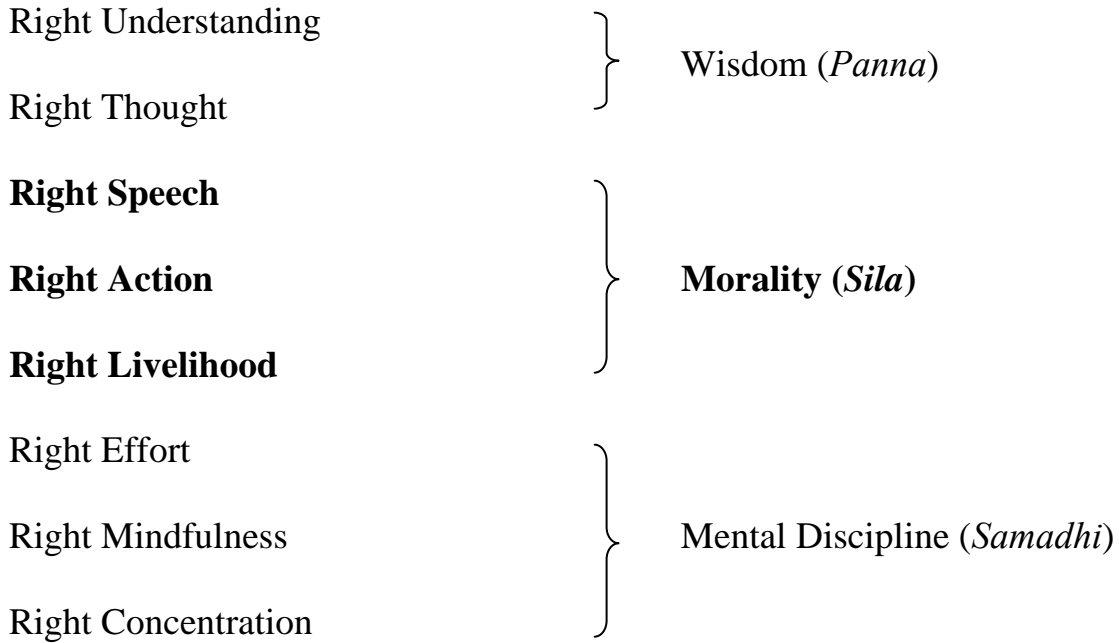 Right Understanding
Wisdom (Panna)
Right Thought
Right Speech
Right Action
Morality (Sila)
Right Livelihood
Right Effort
Right Mindfulness
Mental Discipline (Samadhi)
Right Concentration